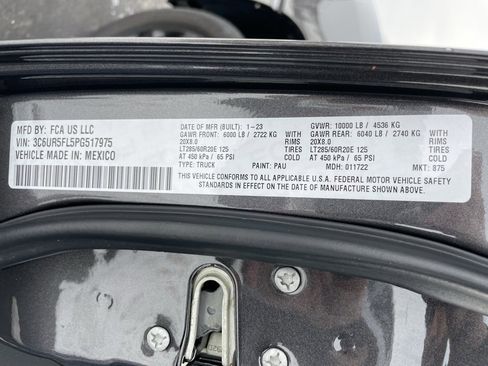 MFD BY: FCA US LLC
VIN: 3C6UR5FL5PG517975
VEHICLE MADE IN: MEXICO
DATE OF MFR (BUILT): 1-23
GVWR: 10000 LB / 4536 KG
GAWR FRONT: 6000 LB / 2722 KG
WITH
GAWR REAR: 6040 LB / 2740 KG
WITH
20X8.0
RIMS
20X8.0
RIMS
LT285/60R20E 125
TIRES
LT285/60R20E 125
TIRES
AT 450 kPa / 65 PSI
AT 450 kPa / 65 PSI
TYPE: TRUCK
PAINT: PAU
MDH: 011722
MKT: 875
THIS VEHICLE CONFORMS TO ALL APPLICABLE U.S.A. FEDERAL MOTOR VEHICLE SAFETY
STANDARDS IN EFFECT ON THE DATE OF MANUFACTURE SHOWN ABOVE.